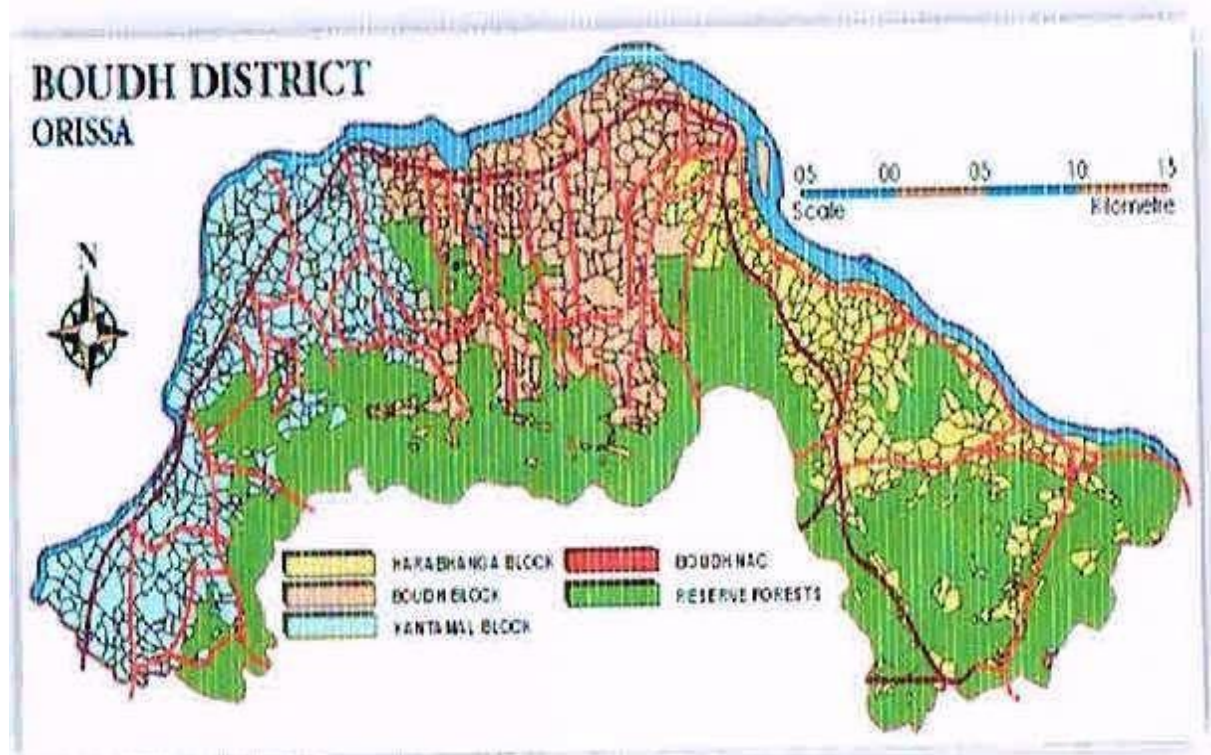 BOUDH DISTRICT
ORISSA
05 00 05 10 15
Scale Kilometre
N
HARABHANGA BLOCK
BOUDH BLOCK
KANTAMAL BLOCK
BOUDH NAC
RESERVE FORESTS